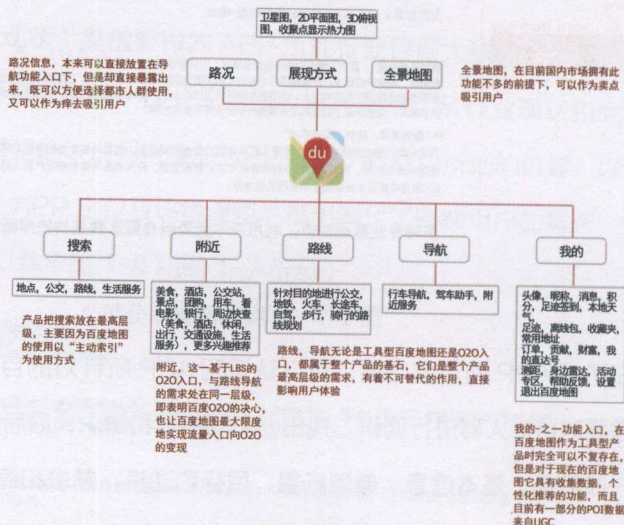 卫星图，2D平面图，3D俯视
图，收聚点显示热力图
路况信息，本来可以直接放置在导
航功能入口下，但是却直接暴露出
来，既可以方便选择都市人群使用，
又可以作为痒去吸引用户
路况
展现方式
全景地图
全景地图，在目前国内市场拥有此
功能不多的前提下，可以作为卖点
吸引用户
du
搜索
附近
路线
导航
我的
地点，公交，路线，生活服务
产品把搜索放在最高层
级，主要因为百度地图
的使用以“主动索引”
为使用方式
美食，酒店，公交站，
景点，团购，用车，看
电影，银行，周边快查
（美食，酒店，休闲，
出行，交通设施，生活
服务），更多兴趣推荐
附近，这一基于LBS的
O2O入口，与路线导航
的需求处在同一层级，
即表明百度O2O的决心，
也让百度地图最大限度
地实现流量入口向O2O
的变现
针对目的地进行公交，
地铁，火车，长途车，
自驾，步行，骑行的路
线规划
路线，导航无论是工具型百度地图还是O2O入
口，都属于整个产品的基石，它们是整个产品
最高层级的需求，有着不可替代的作用，直接
影响用户体验
行车导航，驾车助手，附
近服务
头像，昵称，消息，积
分，足迹签到，本地天
气，
足迹，离线包，收藏夹，
常用地址
订单，贡献，财富，我
的直达号
测距，身边雷达，活动
专区，帮助反馈，设置
退出百度地图
我的-之一功能入口，在
百度地图作为工具型产
品时完全可以不复存在，
但是对于现在的百度地
图它具有收集数据，个
性化推荐的功能，而且
目前有一部分的POI数据
来自UGC